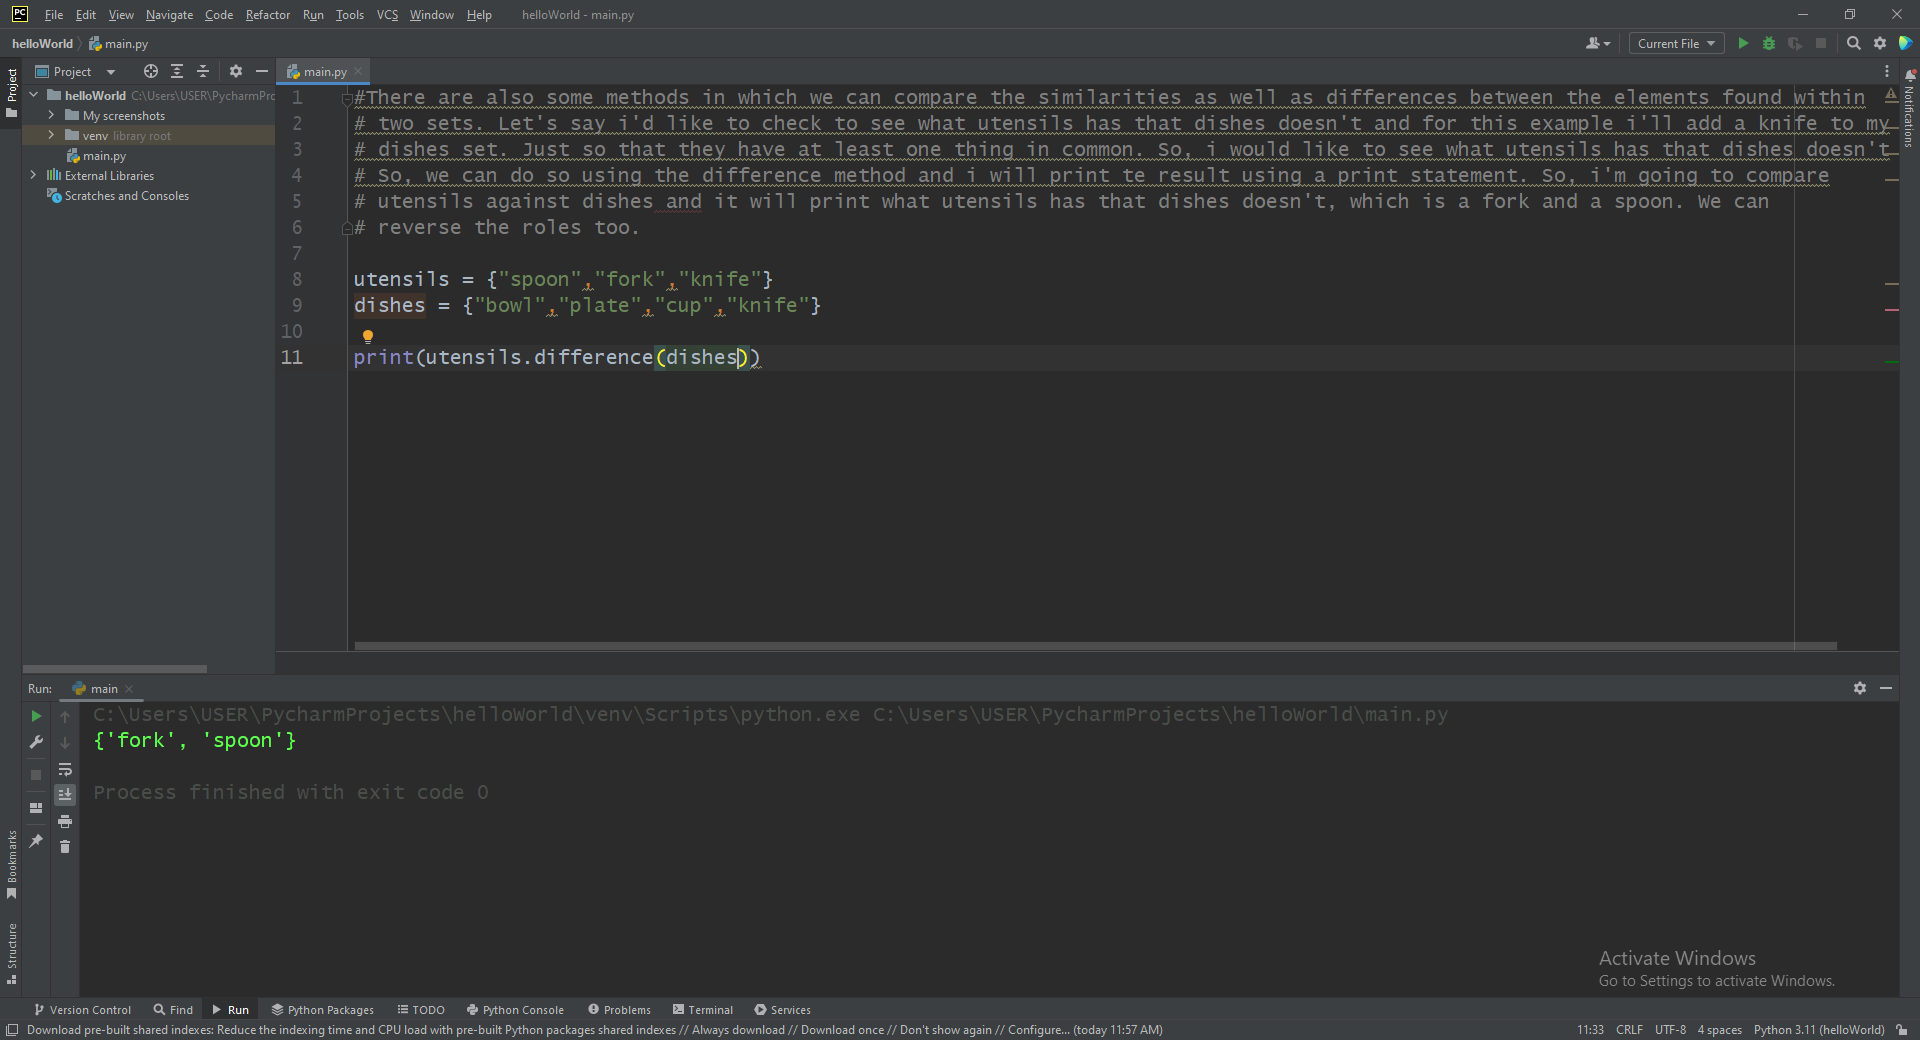 PC File Edit View Navigate Code Refactor Run Tools VCS Window Help helloWorld - main.py
helloWorld main.py Current File
Project main.py
helloWorld C:\Users\USER\PycharmPro
My screenshots
venv library root
main.py
External Libraries
Scratches and Consoles
Project
Notifications
1 #There are also some methods in which we can compare the similarities as well as differences between the elements found within
2 # two sets. Let's say i'd like to check to see what utensils has that dishes doesn't and for this example i'll add a knife to my
3 # dishes set. Just so that they have at least one thing in common. So, i would like to see what utensils has that dishes doesn't
4 # So, we can do so using the difference method and i will print te result using a print statement. So, i'm going to compare
5 # utensils against dishes and it will print what utensils has that dishes doesn't, which is a fork and a spoon. We can
6 # reverse the roles too.
7
8 utensils = {"spoon","fork","knife"}
9 dishes = {"bowl","plate","cup","knife"}
10
11 print(utensils.difference(dishes))
Run: main
C:\Users\USER\PycharmProjects\helloWorld\venv\Scripts\python.exe C:\Users\USER\PycharmProjects\helloWorld\main.py
{'fork', 'spoon'}
Process finished with exit code 0
Bookmarks
Structure
Activate Windows
Go to Settings to activate Windows.
Version Control Find Run Python Packages TODO Python Console Problems Terminal Services
Download pre-built shared indexes: Reduce the indexing time and CPU load with pre-built Python packages shared indexes // Always download // Download once // Don't show again // Configure... (today 11:57 AM) 11:33 CRLF UTF-8 4 spaces Python 3.11 (helloWorld)